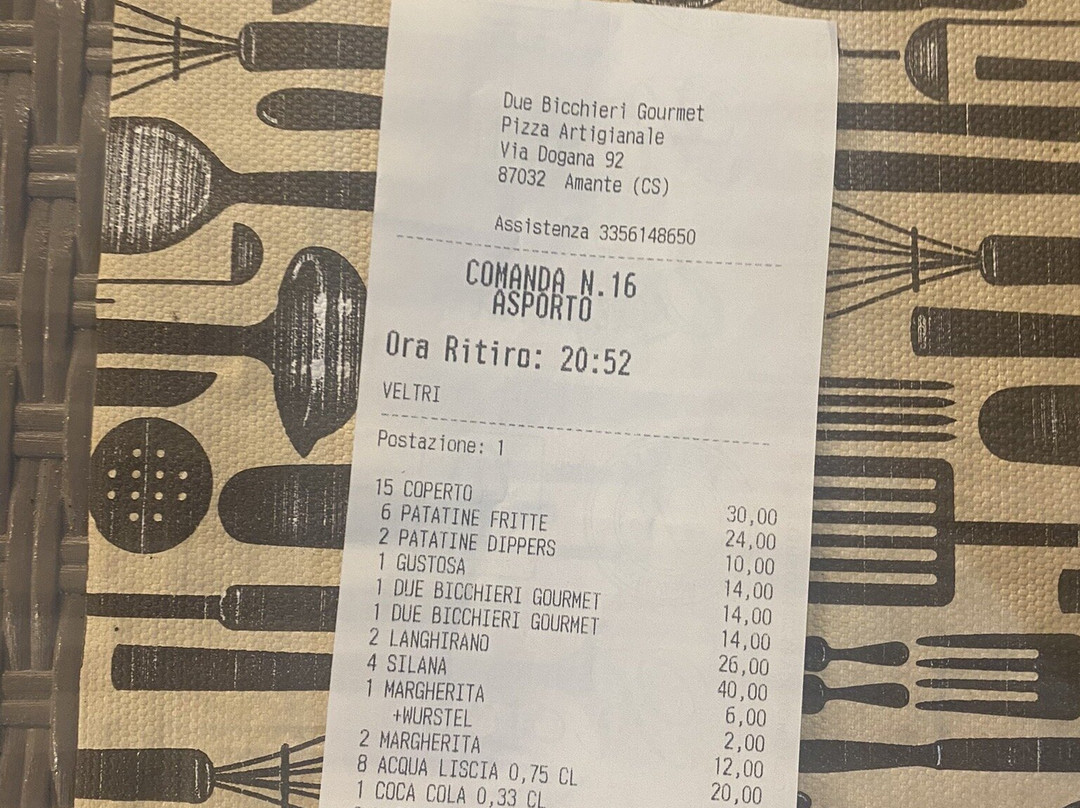 Due Bicchieri Gourmet
Pizza Artigianale
Via Dogana 92
87032 Amante (CS)
Assistenza 3356148650
COMANDA N.16
ASPORTO
Ora Ritiro: 20:52
VELTRI
Postazione: 1
15 COPERTO 30,00
6 PATATINE FRITTE 24,00
2 PATATINE DIPPERS 10,00
1 GUSTOSA 14,00
1 DUE BICCHIERI GOURMET 14,00
1 DUE BICCHIERI GOURMET 14,00
2 LANGHIRANO 26,00
4 SILANA 40,00
1 MARGHERITA 6,00
+WURSTEL 2,00
2 MARGHERITA 12,00
8 ACQUA LISCIA 0,75 CL 20,00
1 COCA COLA 0,33 CL